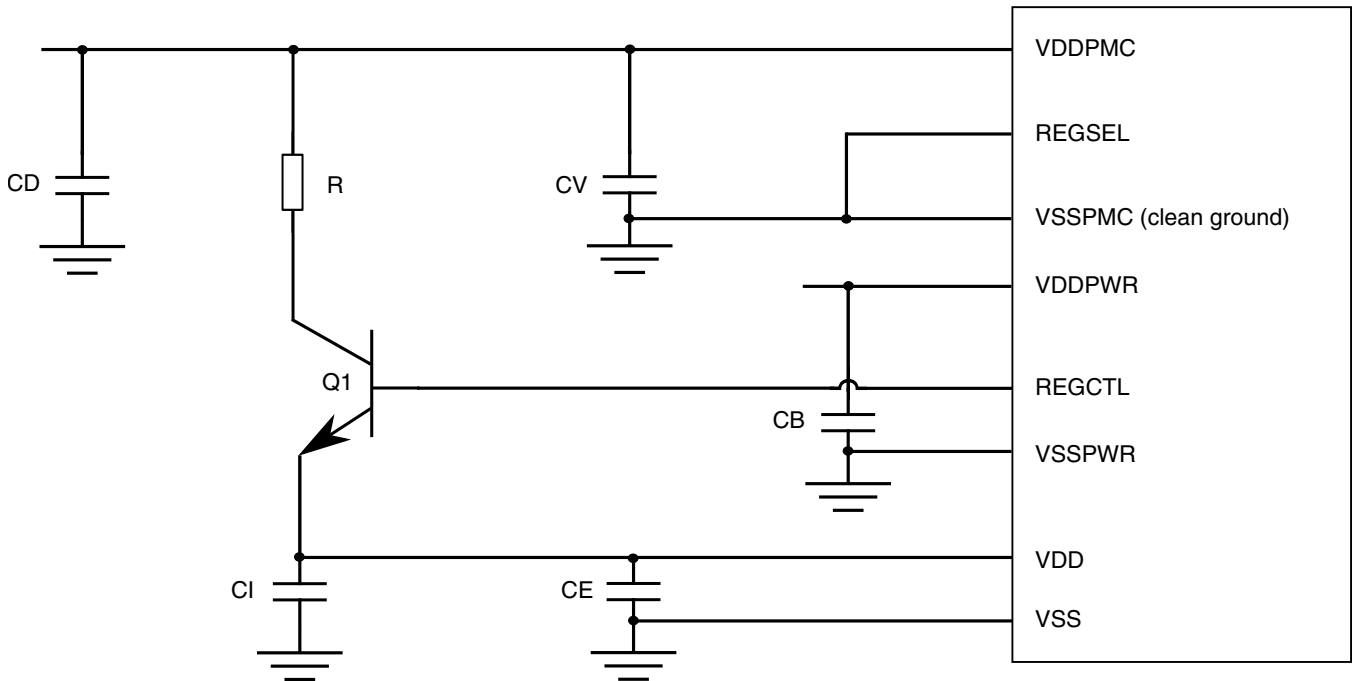 VDDPMC
REGSEL
CD
R
CV
VSSPMC (clean ground)
VDDPWR
Q1
REGCTL
CB
VSSPWR
VDD
CI
CE
VSS